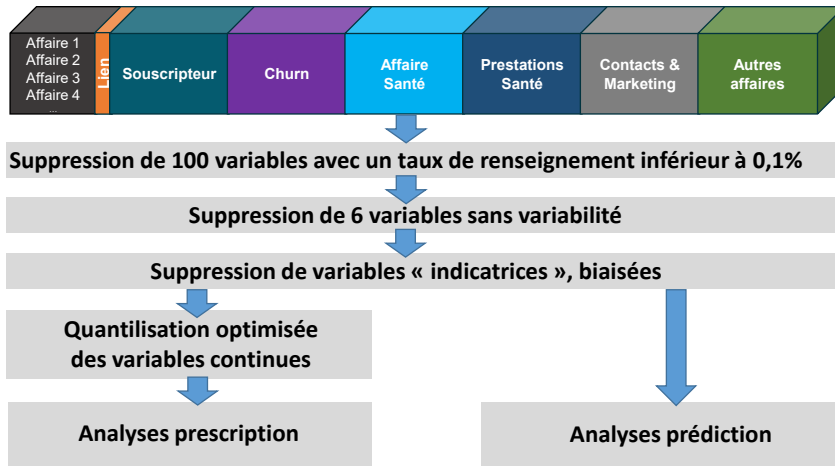 Affaire 1
Affaire 2
Affaire 3
Affaire 4
...
Lien
Souscripteur
Churn
Affaire
Santé
Prestations
Santé
Contacts &
Marketing
Autres
affaires
Suppression de 100 variables avec un taux de renseignement inférieur à 0,1%
Suppression de 6 variables sans variabilité
Suppression de variables « indicatrices », biaisées
Quantilisation optimisée
des variables continues
Analyses prescription
Analyses prédiction